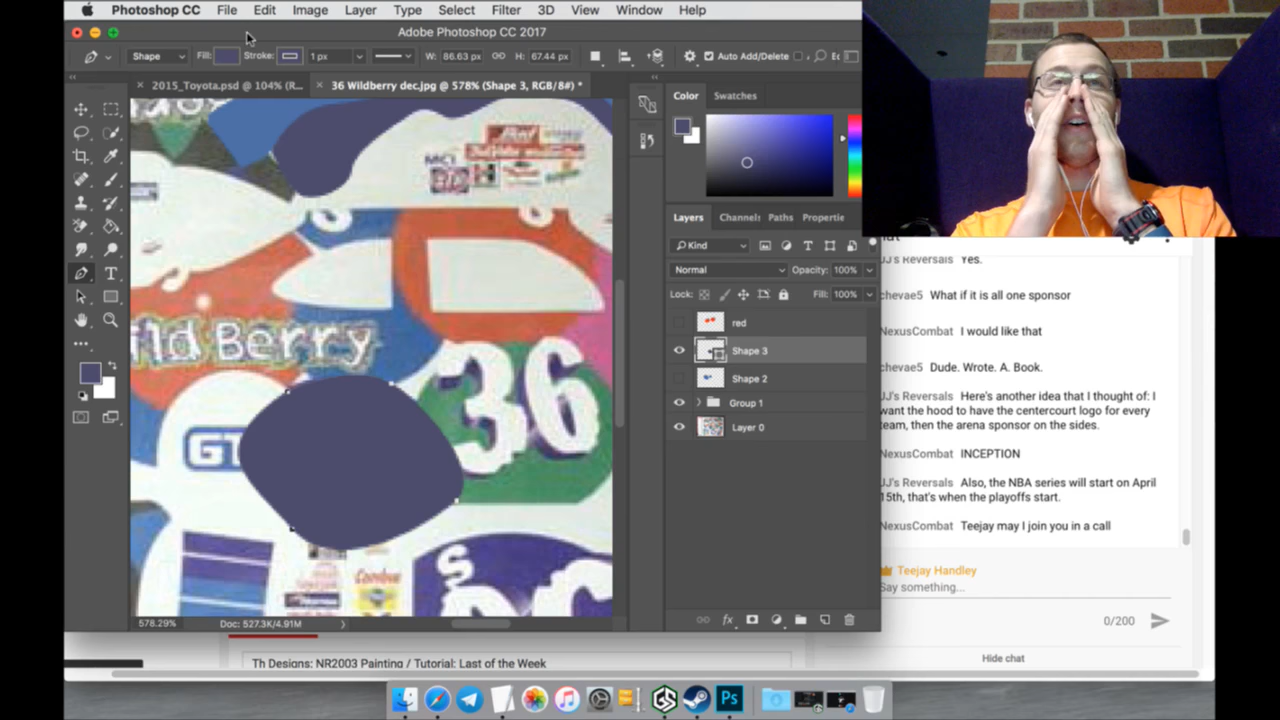 Photoshop CC File Edit Image Layer Type Select Filter 3D View Window Help
Adobe Photoshop CC 2017
Shape Fill: Stroke: 1 px W: 86.63 px H: 67.44 px Auto Add/Delete
2015_Toyota.psd @ 104% (R... 36 Wildberry dec.jpg @ 578% (Shape 3, RGB/8#) *
Color Swatches
MCI
Layers Channel: Paths Propertie
Kind
Normal Opacity: 100%
Lock: Fill: 100%
red
ild Berry
36
Shape 3
Shape 2
Group 1
Layer 0
GT
S
578.29% Doc: 527.3K/4.91M
JJ's Reversals Yes.
chevae5 What if it is all one sponsor
NexusCombat I would like that
chevae5 Dude. Wrote. A. Book.
JJ's Reversals Here's another idea that I thought of: I
want the hood to have the centercourt logo for every
team, then the arena sponsor on the sides.
NexusCombat INCEPTION
JJ's Reversals Also, the NBA series will start on April
15th, that's when the playoffs start.
NexusCombat Teejay may I join you in a call
Teejay Handley
Say something...
0/200
Hide chat
Th Designs: NR2003 Painting / Tutorial: Last of the Week
GS
Ps